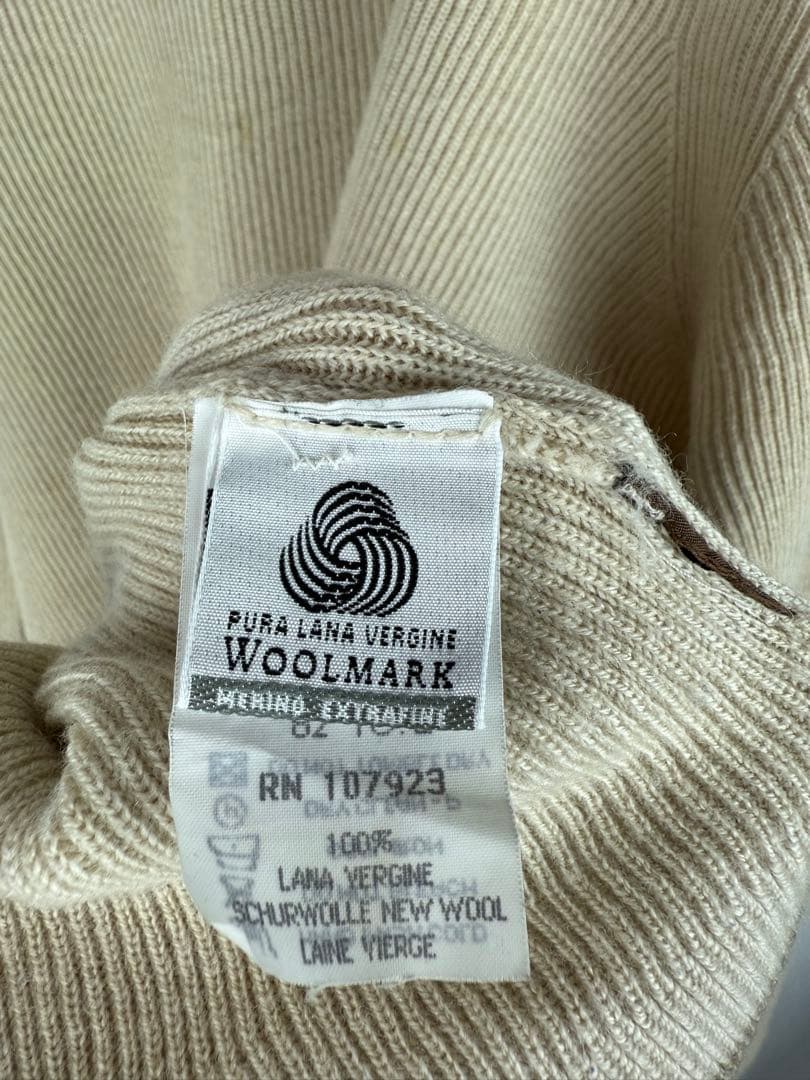 PURA LANA VERGINE
WOOLMARK
MERINO EXTRAFINE
RN 107923
100%
LANA VERGINE
SCHURWOLLE NEW WOOL
LAINE VIERGE